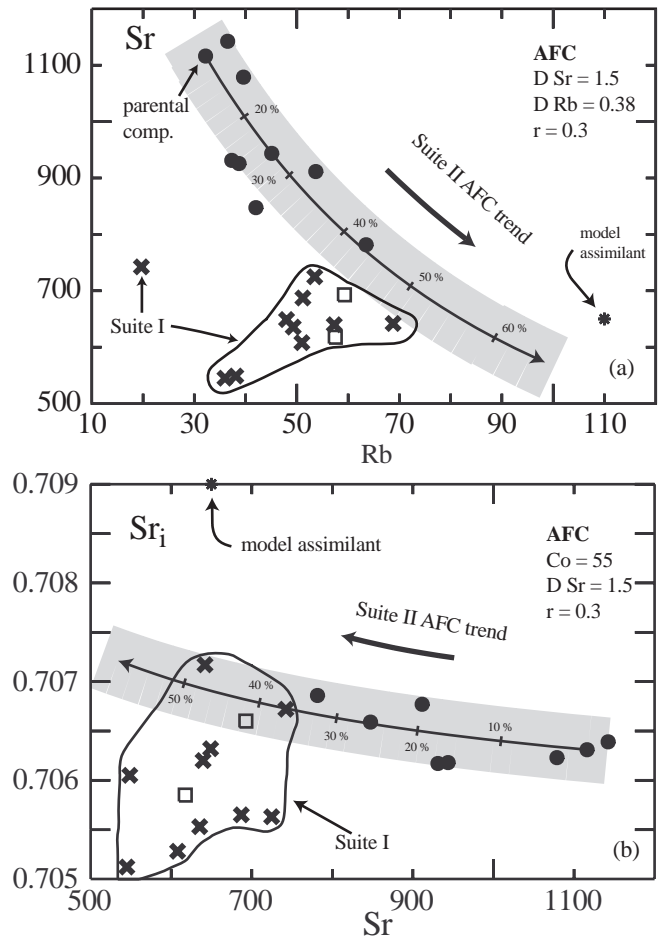 Sr
AFC
D Sr = 1.5
D Rb = 0.38
r = 0.3
1100
900
700
500
parental
comp.
20 %
30 %
40 %
50 %
60 %
Suite II AFC trend
model
assimilant
Suite I
(a)
10
30
50
70
90
110
Rb
0.709
0.708
0.707
0.706
0.705
Sri
model assimilant
AFC
Co = 55
D Sr = 1.5
r = 0.3
Suite II AFC trend
50 %
40 %
30 %
20 %
10 %
Suite I
(b)
500
700
900
1100
Sr